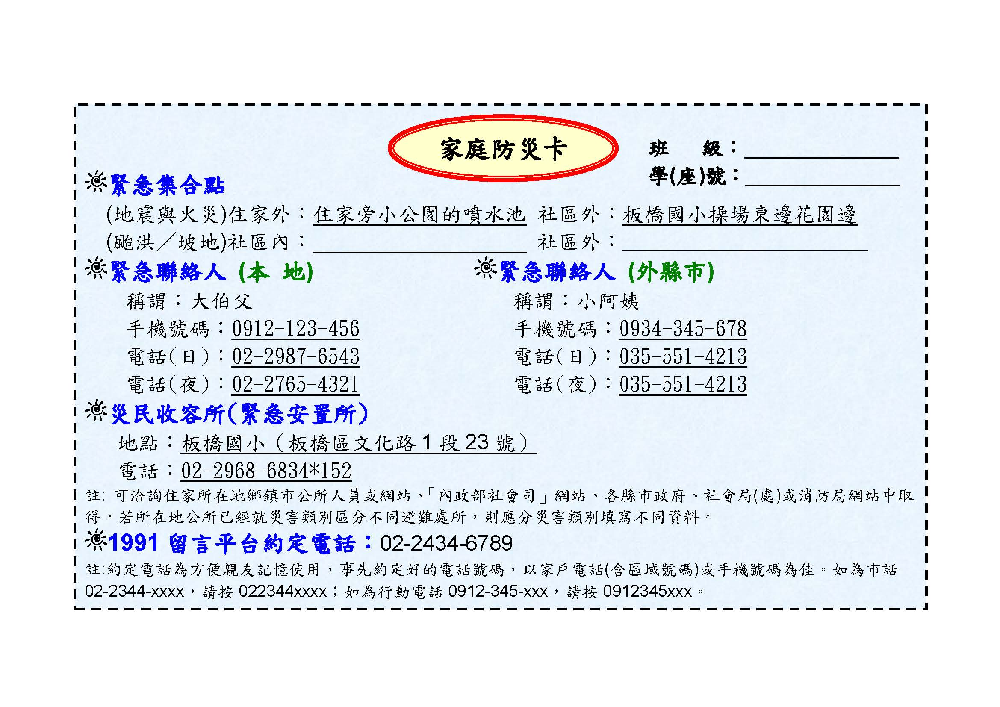 家庭防災卡
班　級：
學(座)號：
緊急集合點
(地震與火災)住家外：住家旁小公園的噴水池 社區外：板橋國小操場東邊花園邊
(颱洪／坡地)社區內： 社區外：
緊急聯絡人 (本 地) 緊急聯絡人 (外縣市)
稱謂：大伯父 稱謂：小阿姨
手機號碼：0912-123-456 手機號碼：0934-345-678
電話(日)：02-2987-6543 電話(日)：035-551-4213
電話(夜)：02-2765-4321 電話(夜)：035-551-4213
災民收容所(緊急安置所)
地點：板橋國小（板橋區文化路 1 段 23 號）
電話：02-2968-6834*152
註: 可洽詢住家所在地鄉鎮市公所人員或網站、「內政部社會司」網站、各縣市政府、社會局(處)或消防局網站中取
得，若所在地公所已經就災害類別區分不同避難處所，則應分災害類別填寫不同資料。
1991 留言平台約定電話：02-2434-6789
註:約定電話為方便親友記憶使用，事先約定好的電話號碼，以家戶電話(含區域號碼)或手機號碼為佳。如為市話
02-2344-xxxx，請按 022344xxxx；如為行動電話 0912-345-xxx，請按 0912345xxx。